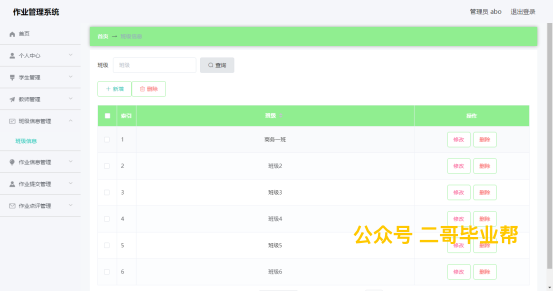 作业管理系统
管理员 abo 退出登录
首页
个人中心
学生管理
教师管理
班级信息管理
班级信息
作业信息管理
作业提交管理
作业点评管理
首页 班级信息
班级 班级 查询
+ 新增 删除
索引 班级 操作
1 商务一班 修改 删除
2 班级2 修改 删除
3 班级3 修改 删除
4 班级4 修改 删除
5 班级5 修改 删除
6 班级6 修改 删除
公众号 二哥毕业帮